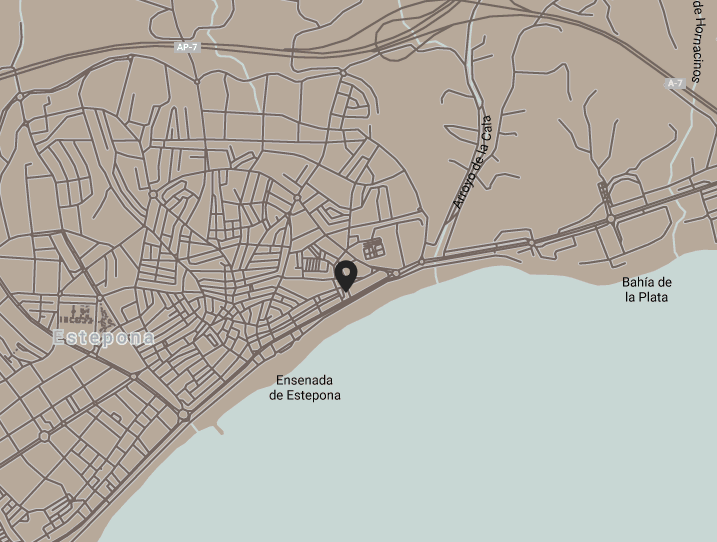 de Hornacinos
AP-7
A-7
Arroyo de la Cala
Bahía de
la Plata
Estepona
Ensenada
de Estepona